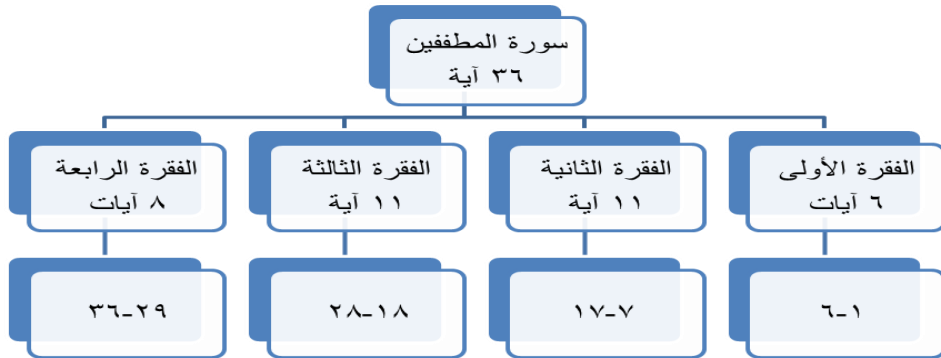 سورة المطففين
٣٦ آية
الفقرة الأولى
٦ آيات
الفقرة الثانية
١١ آية
الفقرة الثالثة
١١ آية
الفقرة الرابعة
٨ آيات
١-٦
٧-١٧
١٨-٢٨
٢٩-٣٦